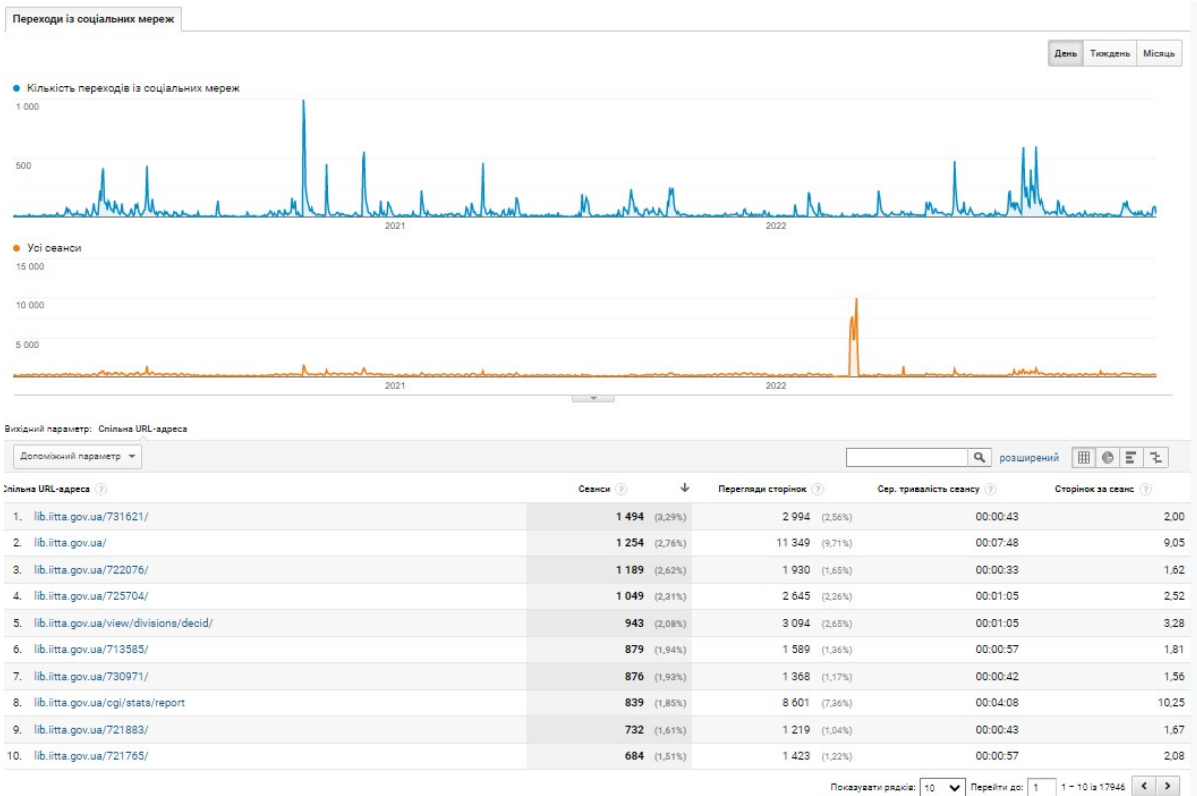 Переходи із соціальних мереж
День Тиждень Місяць
Кількість переходів із соціальних мереж
1 000
500
2021 2022
Усі сеанси
15 000
10 000
5 000
2021 2022
Вихідний параметр: Спільна URL-адреса
Допоміжний параметр розширений
Спільна URL-адреса ? Сеанси ? ↓ Перегляди сторінок ? Сер. тривалість сеансу ? Сторінок за сеанс ?
1. lib.iitta.gov.ua/731621/ 1 494 (3,29%) 2 994 (2,56%) 00:00:43 2,00
2. lib.iitta.gov.ua/ 1 254 (2,76%) 11 349 (9,71%) 00:07:48 9,05
3. lib.iitta.gov.ua/722076/ 1 189 (2,62%) 1 930 (1,65%) 00:00:33 1,62
4. lib.iitta.gov.ua/725704/ 1 049 (2,31%) 2 645 (2,26%) 00:01:05 2,52
5. lib.iitta.gov.ua/view/divisions/decid/ 943 (2,08%) 3 094 (2,65%) 00:01:05 3,28
6. lib.iitta.gov.ua/713585/ 879 (1,94%) 1 589 (1,36%) 00:00:57 1,81
7. lib.iitta.gov.ua/730971/ 876 (1,93%) 1 368 (1,17%) 00:00:42 1,56
8. lib.iitta.gov.ua/cgi/stats/report 839 (1,85%) 8 601 (7,36%) 00:04:08 10,25
9. lib.iitta.gov.ua/721883/ 732 (1,61%) 1 219 (1,04%) 00:00:43 1,67
10. lib.iitta.gov.ua/721765/ 684 (1,51%) 1 423 (1,22%) 00:00:57 2,08
Показувати рядків: 10 Перейти до: 1 1 – 10 із 17946